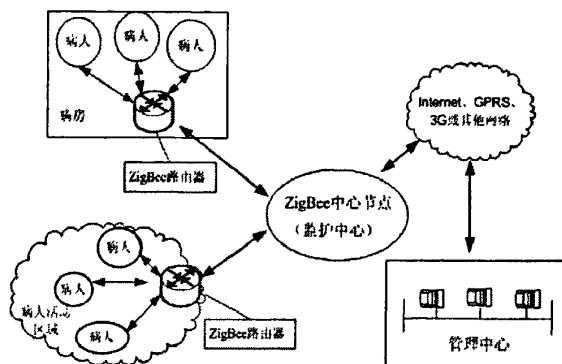 病人
病人
病人
病房
ZigBee路由器
Internet、GPRS、
3G或其他网络
ZigBee中心节点
（监护中心）
病人
病人
病人活动
区域
病人
ZigBee路由器
管理中心